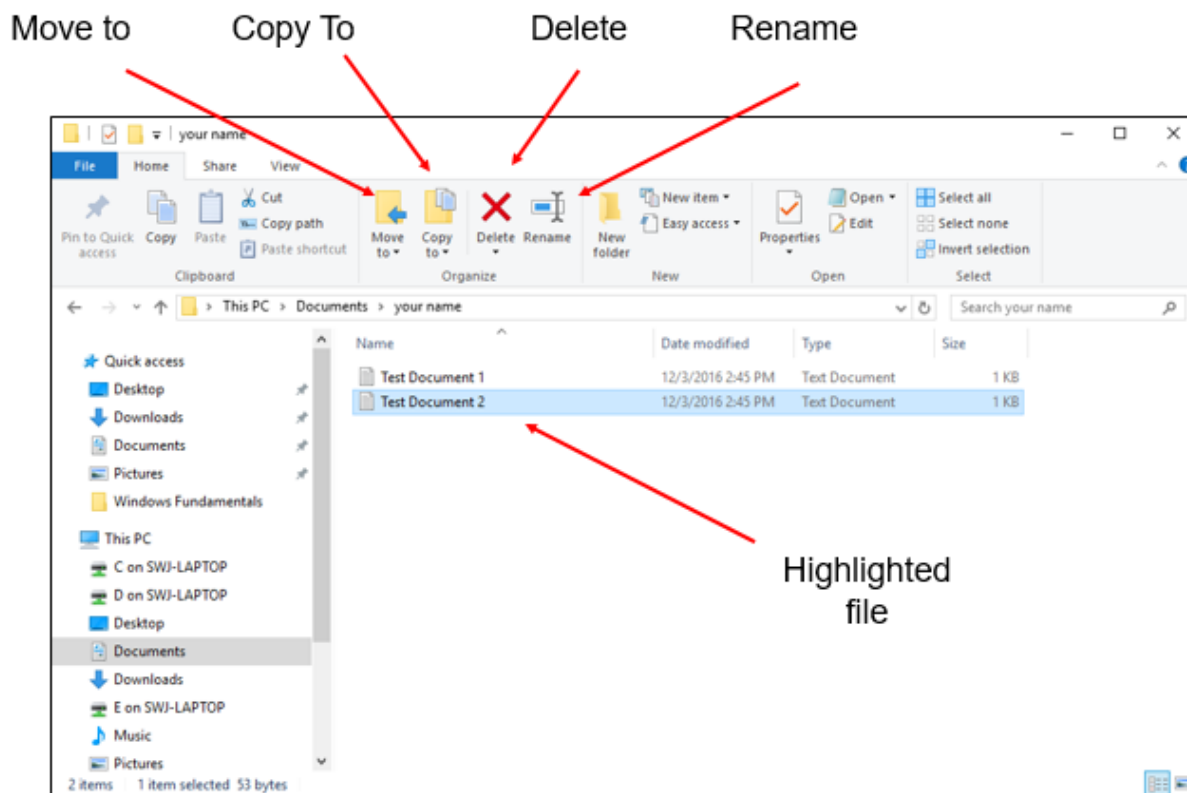 Move to Copy To Delete Rename
your name
File Home Share View
Pin to Quick access Copy Paste Cut
Copy path
Paste shortcut
Move to Copy to Delete Rename New folder New item
Easy access
Properties Open
Edit
Select all
Select none
Invert selection
Clipboard Organize New Open Select
This PC > Documents > your name Search your name
Name Date modified Type Size
Quick access
Test Document 1 12/3/2016 2:45 PM Text Document 1 KB
Desktop
Test Document 2 12/3/2016 2:45 PM Text Document 1 KB
Downloads
Documents
Pictures
Windows Fundamentals
This PC
C on SWJ-LAPTOP
D on SWJ-LAPTOP
Desktop
Documents
Downloads
E on SWJ-LAPTOP
Music
Pictures
Highlighted
file
2 items 1 item selected 53 bytes